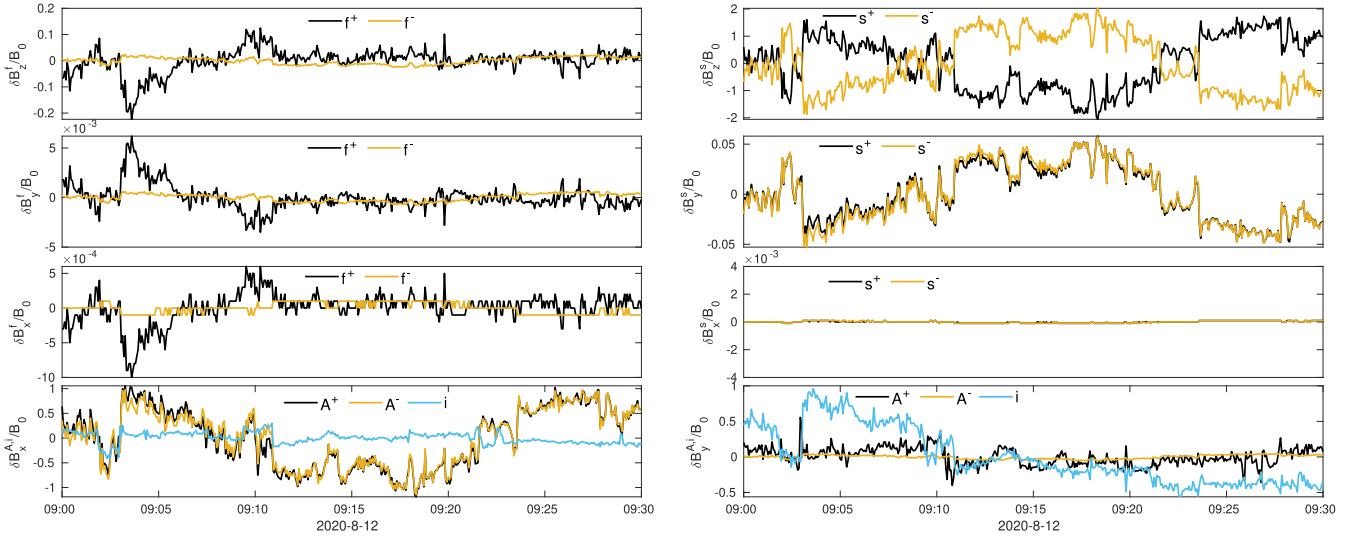 0.2
0.1
0
-0.1
-0.2
δB_z^f/B_0
f^+ f^-
×10^-3
5
0
-5
δB_y^f/B_0
f^+ f^-
×10^-4
5
0
-5
-10
δB_x^f/B_0
f^+ f^-
1
0.5
0
-0.5
-1
δB_x^{A,i}/B_0
A^+ A^- i
09:00 09:05 09:10 09:15 09:20 09:25 09:30
2020-8-12
2
1
0
-1
-2
δB_z^s/B_0
s^+ s^-
0.05
0
-0.05
δB_y^s/B_0
s^+ s^-
×10^-3
4
2
0
-2
-4
δB_x^s/B_0
s^+ s^-
1
0.5
0
-0.5
δB_y^{A,i}/B_0
A^+ A^- i
09:00 09:05 09:10 09:15 09:20 09:25 09:30
2020-8-12